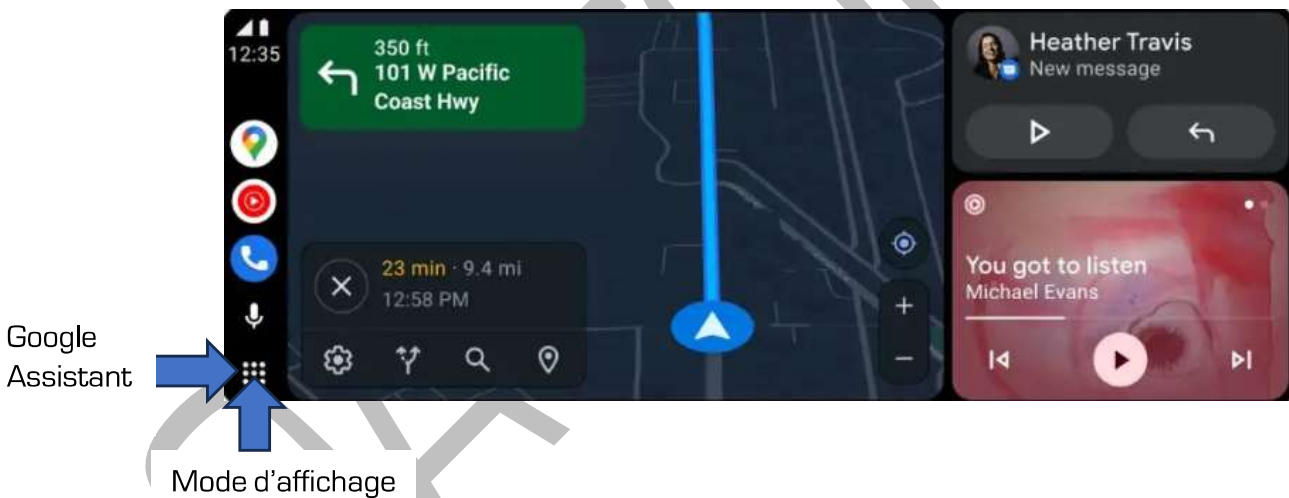 12:35
350 ft
101 W Pacific
Coast Hwy
Heather Travis
New message
23 min · 9.4 mi
12:58 PM
You got to listen
Michael Evans
Google
Assistant
Mode d'affichage